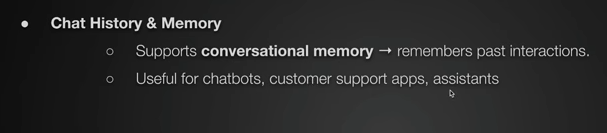 ● Chat History & Memory
○ Supports conversational memory → remembers past interactions.
○ Useful for chatbots, customer support apps, assistants